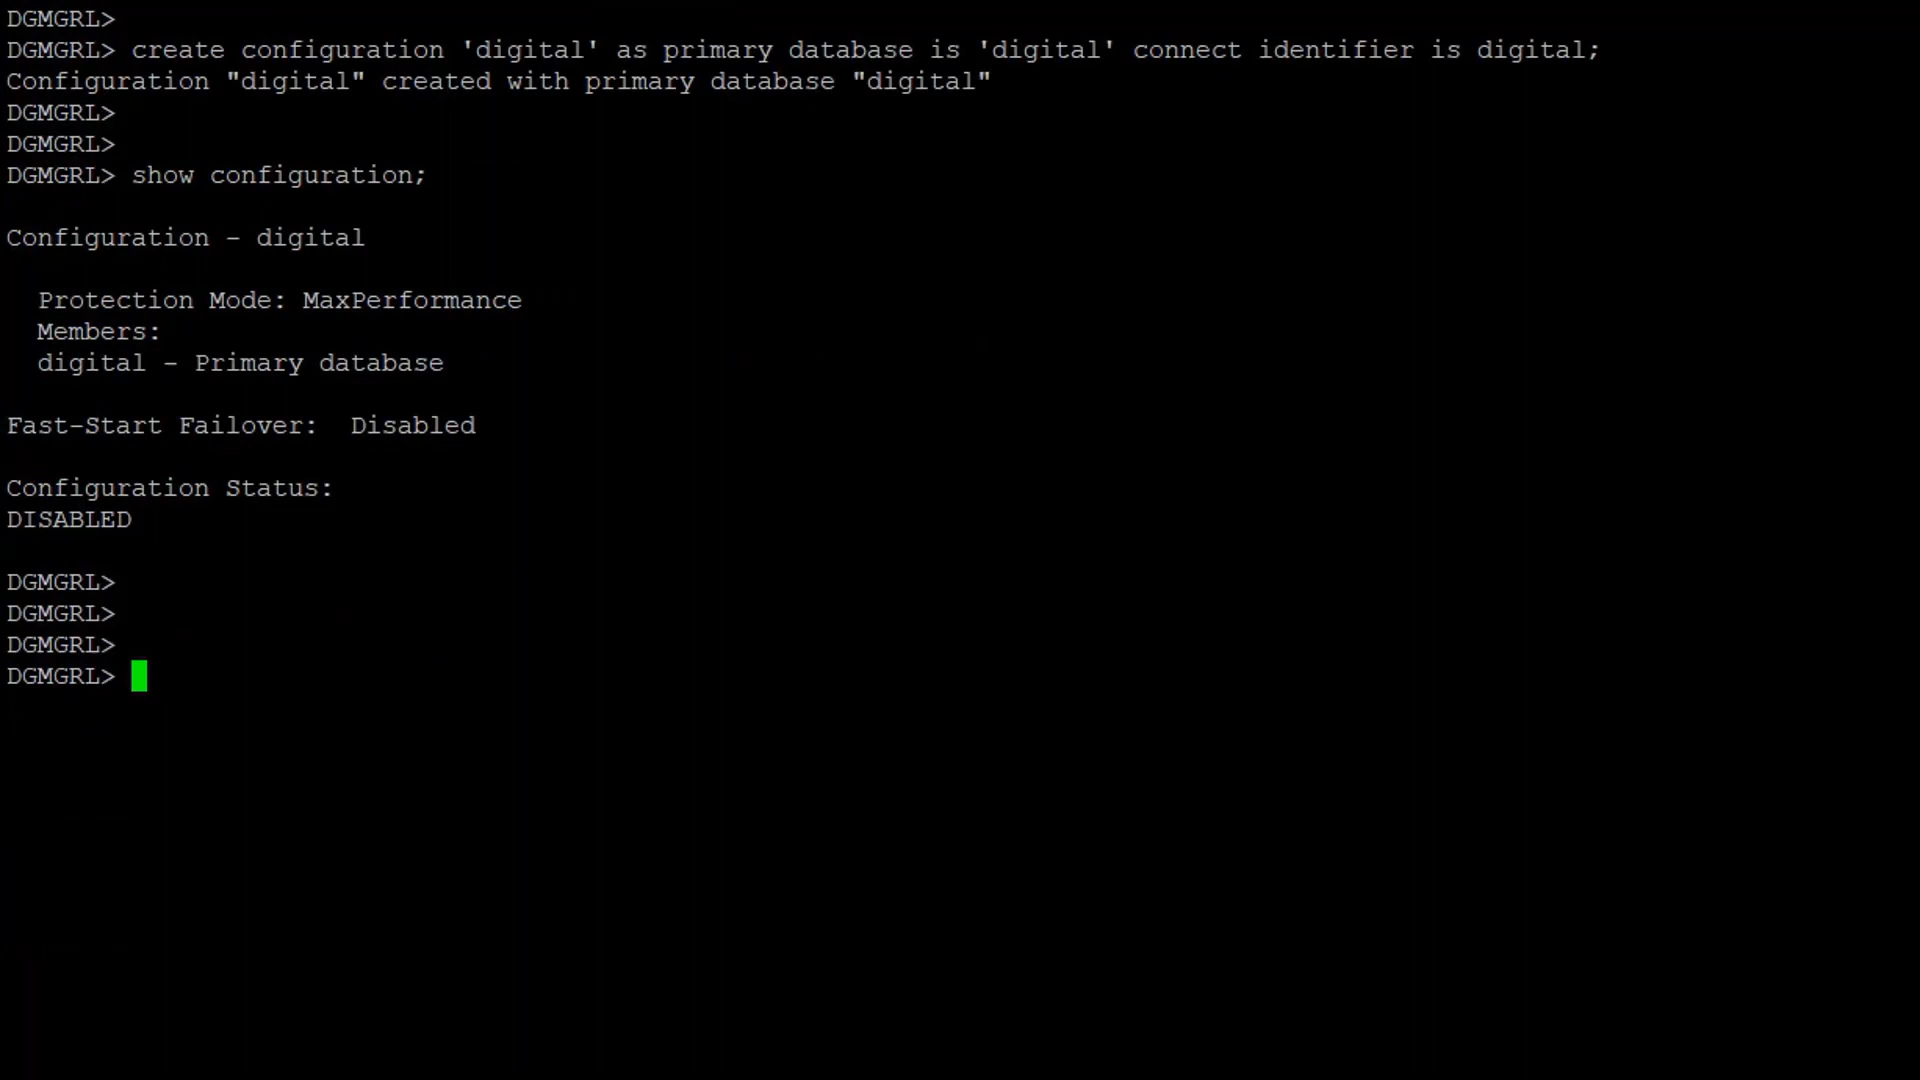 DGMGRL>
DGMGRL> create configuration 'digital' as primary database is 'digital' connect identifier is digital;
Configuration "digital" created with primary database "digital"
DGMGRL>
DGMGRL>
DGMGRL> show configuration;
Configuration - digital
Protection Mode: MaxPerformance
Members:
digital - Primary database
Fast-Start Failover:  Disabled
Configuration Status:
DISABLED
DGMGRL>
DGMGRL>
DGMGRL>
DGMGRL>